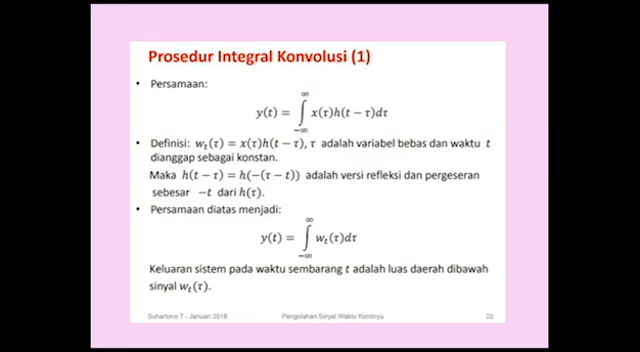 Prosedur Integral Konvolusi (1)
• Persamaan:
y(t) = ∫_{-∞}^{∞} x(τ)h(t − τ)dτ
• Definisi: w_t(τ) = x(τ)h(t − τ), τ adalah variabel bebas dan waktu t
dianggap sebagai konstan.
Maka h(t − τ) = h(−(τ − t)) adalah versi refleksi dan pergeseran
sebesar −t dari h(τ).
• Persamaan diatas menjadi:
y(t) = ∫_{-∞}^{∞} w_t(τ)dτ
Keluaran sistem pada waktu sembarang t adalah luas daerah dibawah
sinyal w_t(τ).
Suhartono T - Januari 2018 Pengolahan Sinyal Waktu Kontinyu 22